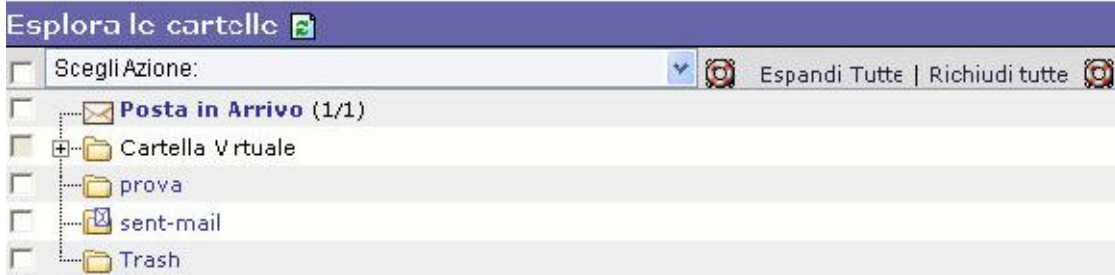 Esplora le cartelle
Scegli Azione: Espandi Tutte | Richiudi tutte
Posta in Arrivo (1/1)
Cartella Virtuale
prova
sent-mail
Trash